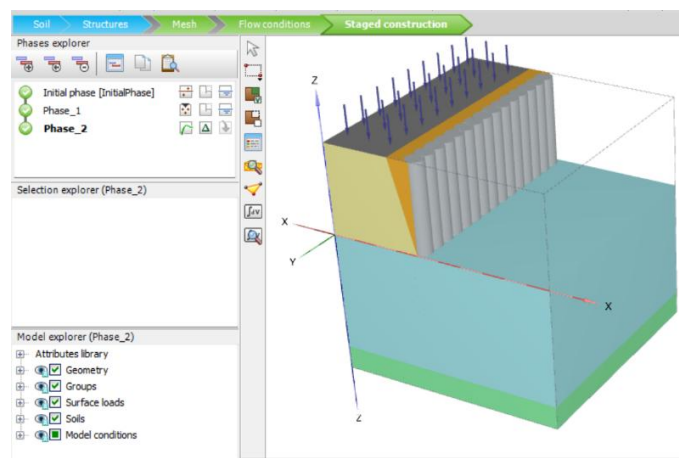 Soil Structures Mesh Flow conditions Staged construction
Phases explorer
Initial phase [InitialPhase]
Phase_1
Phase_2
Selection explorer (Phase_2)
Model explorer (Phase_2)
Attributes library
Geometry
Groups
Surface loads
Soils
Model conditions
Z
X
Y
X
Z